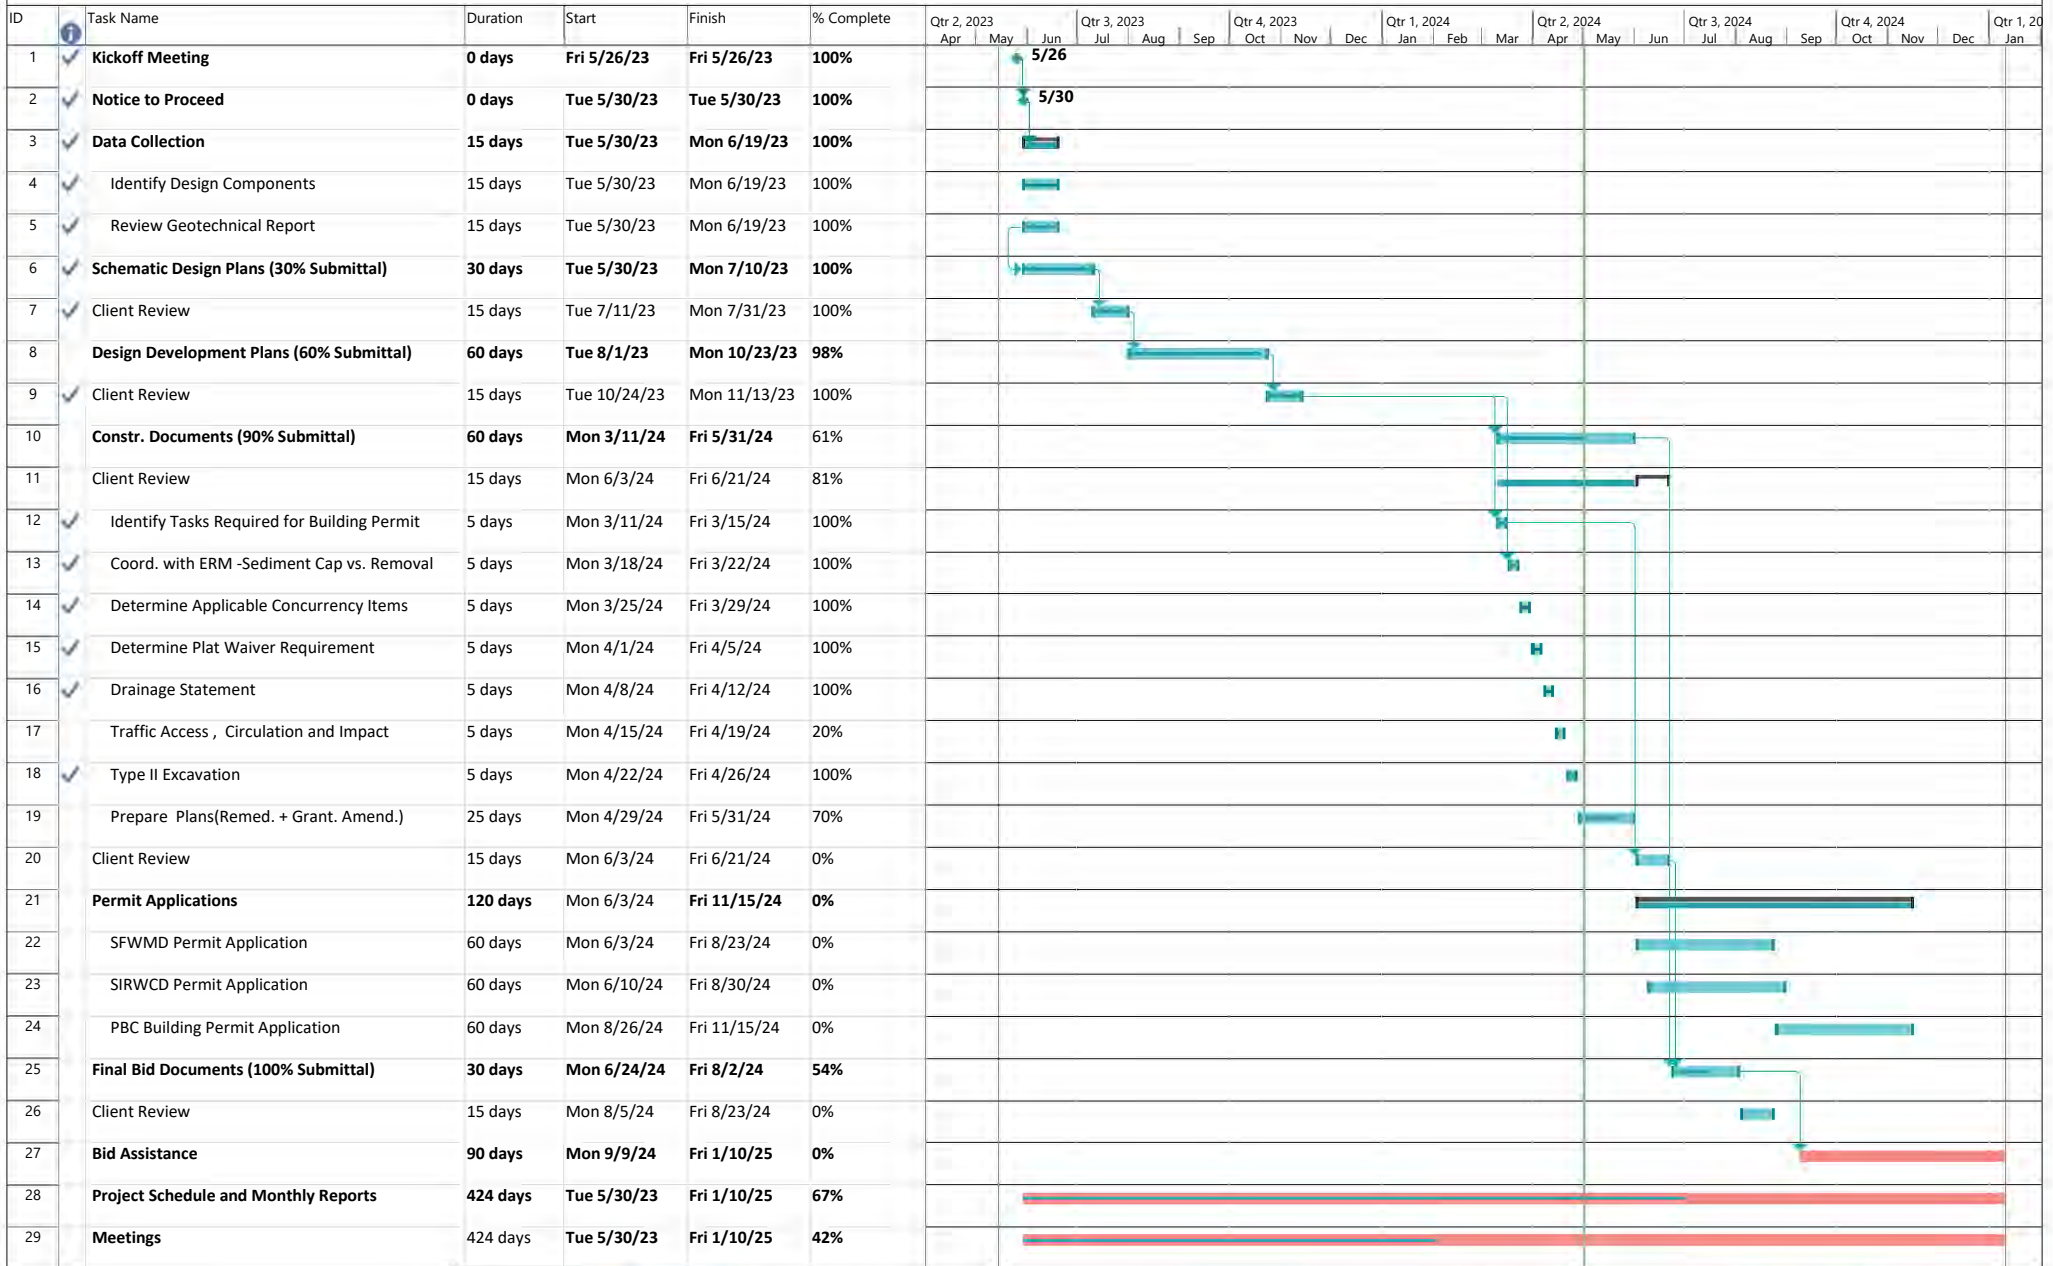 ID Task Name Duration Start Finish % Complete Qtr 2, 2023 Qtr 3, 2023 Qtr 4, 2023 Qtr 1, 2024 Qtr 2, 2024 Qtr 3, 2024 Qtr 4, 2024 Qtr 1, 20
Apr May Jun Jul Aug Sep Oct Nov Dec Jan Feb Mar Apr May Jun Jul Aug Sep Oct Nov Dec Jan
1 Kickoff Meeting 0 days Fri 5/26/23 Fri 5/26/23 100% 5/26
2 Notice to Proceed 0 days Tue 5/30/23 Tue 5/30/23 100% 5/30
3 Data Collection 15 days Tue 5/30/23 Mon 6/19/23 100%
4 Identify Design Components 15 days Tue 5/30/23 Mon 6/19/23 100%
5 Review Geotechnical Report 15 days Tue 5/30/23 Mon 6/19/23 100%
6 Schematic Design Plans (30% Submittal) 30 days Tue 5/30/23 Mon 7/10/23 100%
7 Client Review 15 days Tue 7/11/23 Mon 7/31/23 100%
8 Design Development Plans (60% Submittal) 60 days Tue 8/1/23 Mon 10/23/23 98%
9 Client Review 15 days Tue 10/24/23 Mon 11/13/23 100%
10 Constr. Documents (90% Submittal) 60 days Mon 3/11/24 Fri 5/31/24 61%
11 Client Review 15 days Mon 6/3/24 Fri 6/21/24 81%
12 Identify Tasks Required for Building Permit 5 days Mon 3/11/24 Fri 3/15/24 100%
13 Coord. with ERM -Sediment Cap vs. Removal 5 days Mon 3/18/24 Fri 3/22/24 100%
14 Determine Applicable Concurrency Items 5 days Mon 3/25/24 Fri 3/29/24 100%
15 Determine Plat Waiver Requirement 5 days Mon 4/1/24 Fri 4/5/24 100%
16 Drainage Statement 5 days Mon 4/8/24 Fri 4/12/24 100%
17 Traffic Access , Circulation and Impact 5 days Mon 4/15/24 Fri 4/19/24 20%
18 Type II Excavation 5 days Mon 4/22/24 Fri 4/26/24 100%
19 Prepare Plans(Remed. + Grant. Amend.) 25 days Mon 4/29/24 Fri 5/31/24 70%
20 Client Review 15 days Mon 6/3/24 Fri 6/21/24 0%
21 Permit Applications 120 days Mon 6/3/24 Fri 11/15/24 0%
22 SFWMD Permit Application 60 days Mon 6/3/24 Fri 8/23/24 0%
23 SIRWCD Permit Application 60 days Mon 6/10/24 Fri 8/30/24 0%
24 PBC Building Permit Application 60 days Mon 8/26/24 Fri 11/15/24 0%
25 Final Bid Documents (100% Submittal) 30 days Mon 6/24/24 Fri 8/2/24 54%
26 Client Review 15 days Mon 8/5/24 Fri 8/23/24 0%
27 Bid Assistance 90 days Mon 9/9/24 Fri 1/10/25 0%
28 Project Schedule and Monthly Reports 424 days Tue 5/30/23 Fri 1/10/25 67%
29 Meetings 424 days Tue 5/30/23 Fri 1/10/25 42%